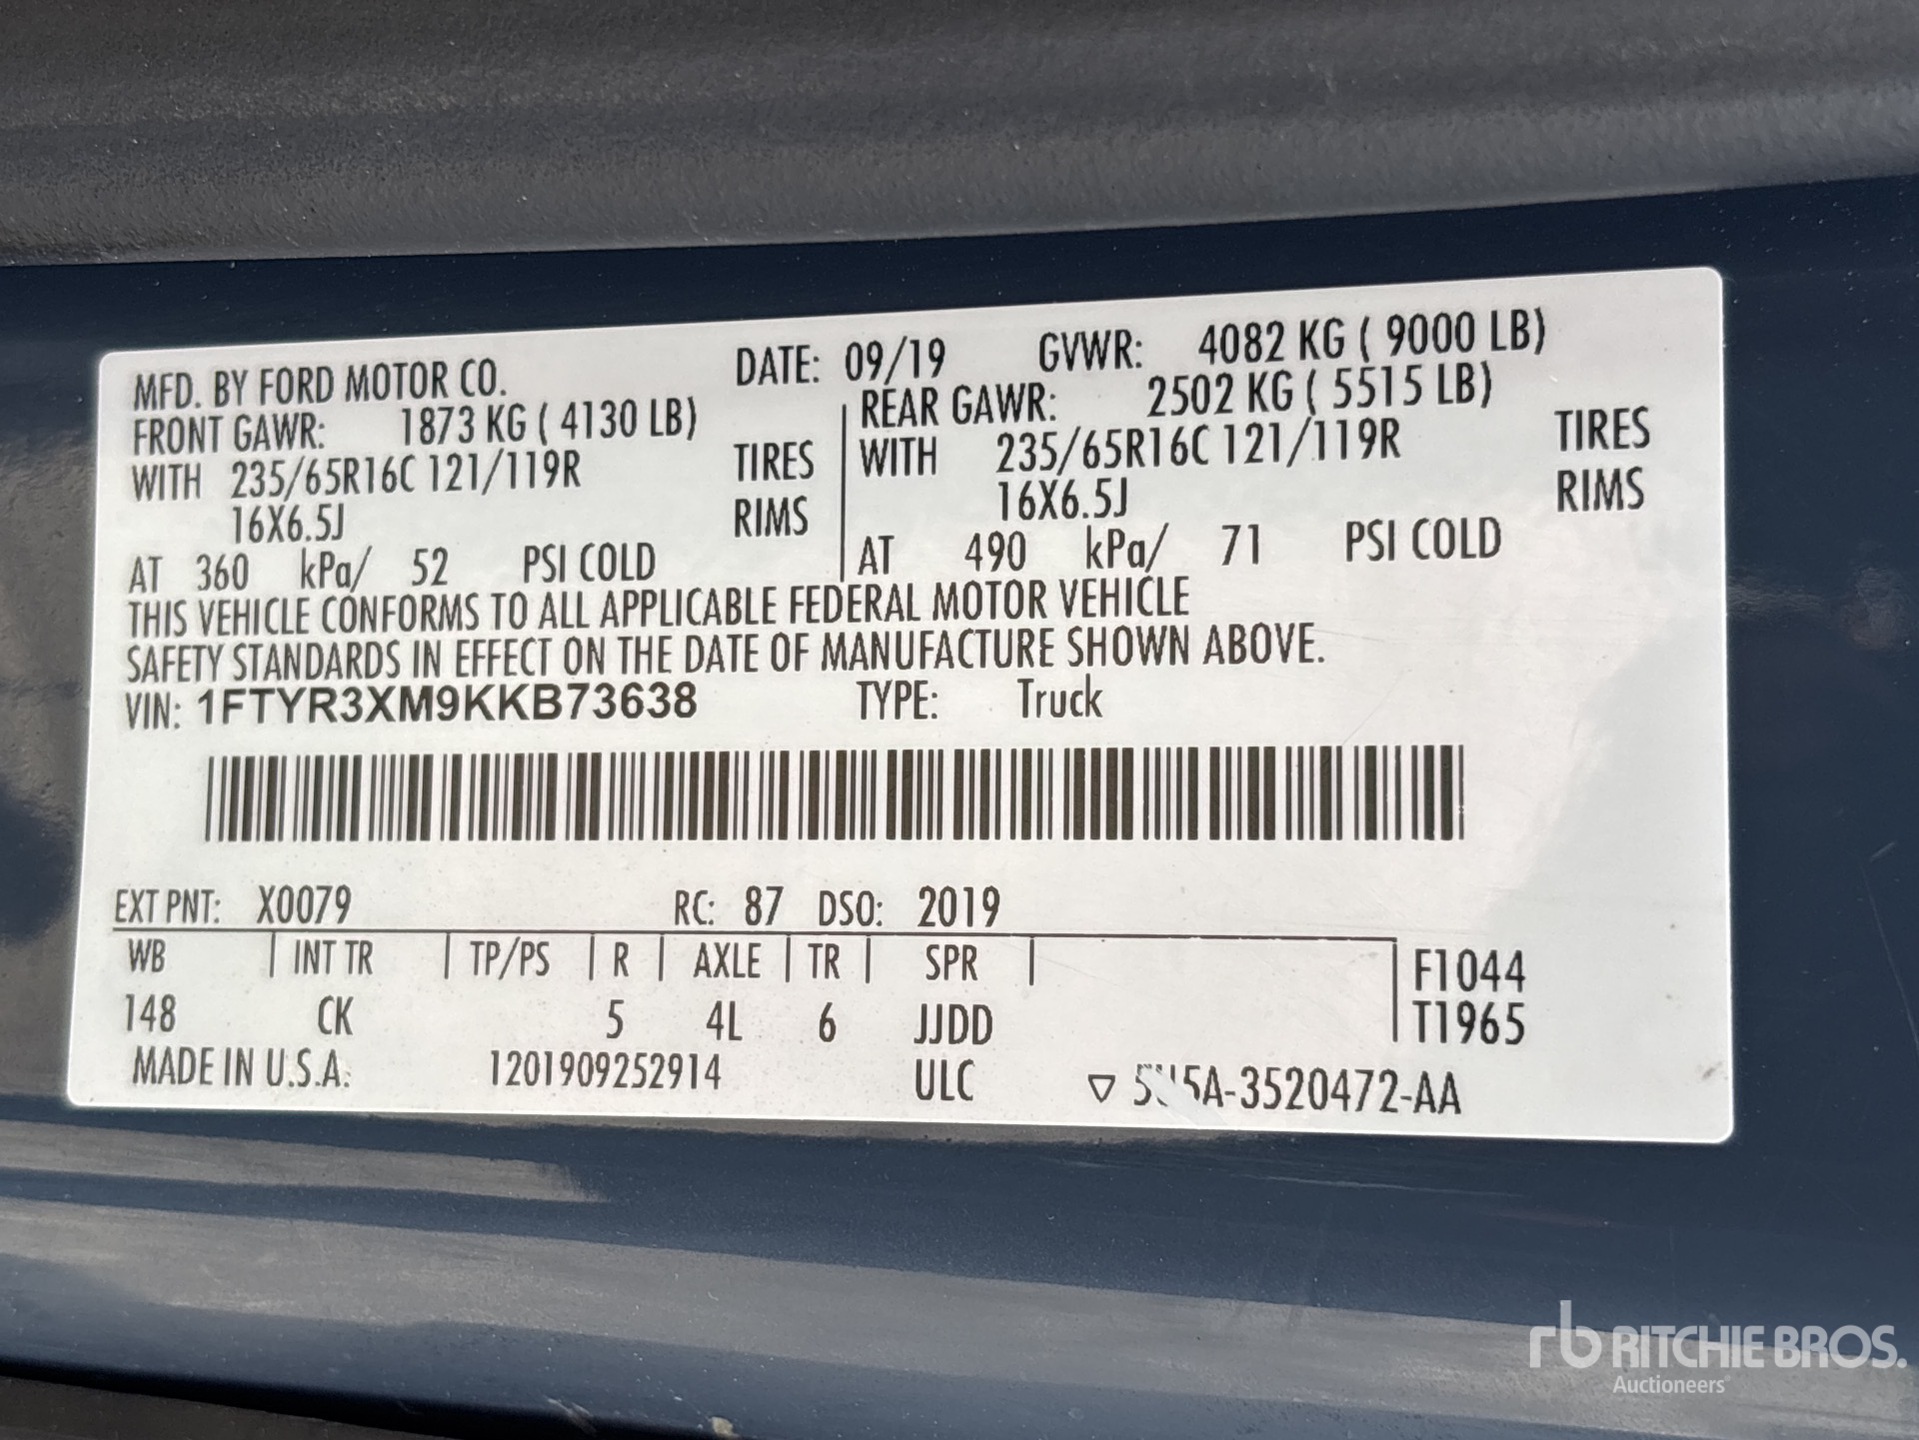 MFD. BY FORD MOTOR CO. DATE: 09/19 GVWR: 4082 KG ( 9000 LB)
FRONT GAWR: 1873 KG ( 4130 LB) REAR GAWR: 2502 KG ( 5515 LB)
WITH 235/65R16C 121/119R TIRES WITH 235/65R16C 121/119R TIRES
16X6.5J RIMS 16X6.5J RIMS
AT 360 kPa/ 52 PSI COLD AT 490 kPa/ 71 PSI COLD
THIS VEHICLE CONFORMS TO ALL APPLICABLE FEDERAL MOTOR VEHICLE
SAFETY STANDARDS IN EFFECT ON THE DATE OF MANUFACTURE SHOWN ABOVE.
VIN: 1FTYR3XM9KKB73638 TYPE: Truck
EXT PNT: X0079 RC: 87 DSO: 2019
WB INT TR TP/PS R AXLE TR SPR F1044
148 CK 5 4L 6 JJDD T1965
MADE IN U.S.A. 1201909252914 ULC
rb RITCHIE BROS.
Auctioneers